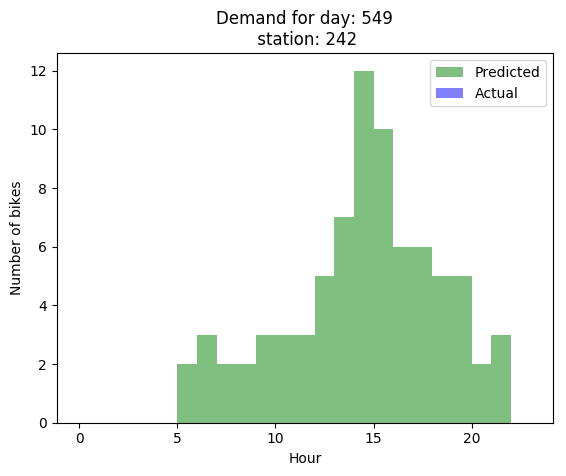 Demand for day: 549
station: 242
Predicted
Actual
Number of bikes
12
10
8
6
4
2
0
0
5
10
15
20
Hour